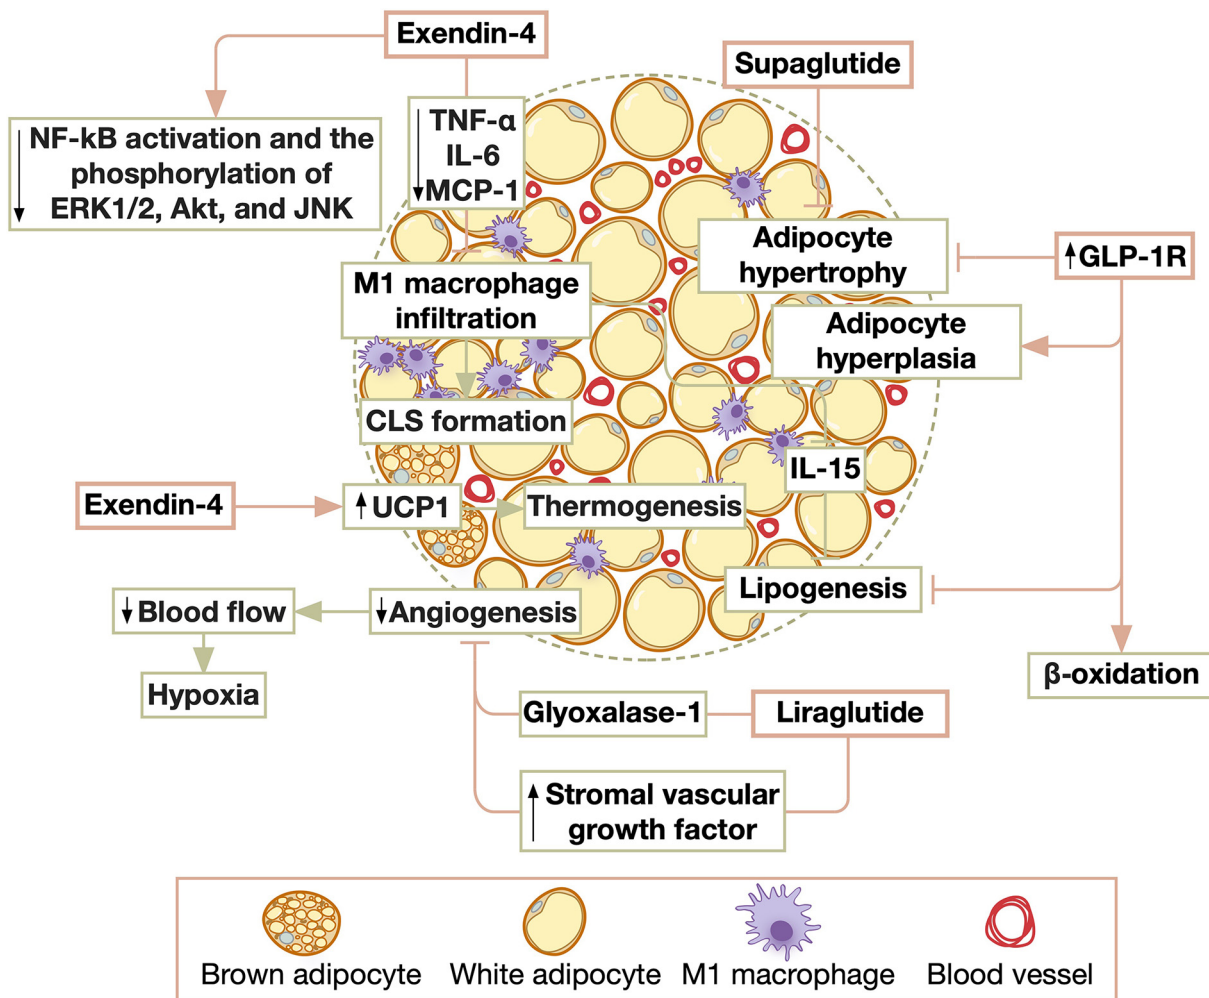 Exendin-4
Supaglutide
NF-kB activation and the
phosphorylation of
ERK1/2, Akt, and JNK
TNF-α
IL-6
MCP-1
Adipocyte
hypertrophy
GLP-1R
M1 macrophage
infiltration
Adipocyte
hyperplasia
CLS formation
IL-15
Exendin-4
UCP1
Thermogenesis
Lipogenesis
Blood flow
Angiogenesis
β-oxidation
Hypoxia
Glyoxalase-1
Liraglutide
Stromal vascular
growth factor
Brown adipocyte
White adipocyte
M1 macrophage
Blood vessel